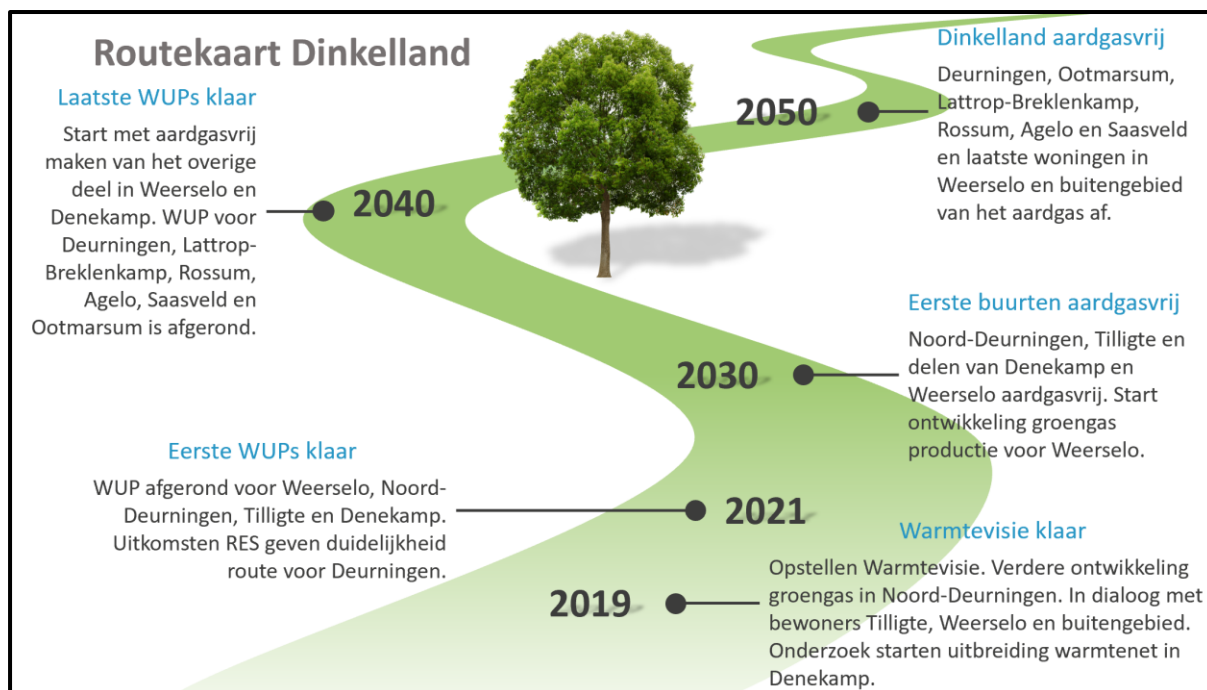 Routekaart Dinkelland
Dinkelland aardgasvrij
Deurningen, Ootmarsum,
Lattrop-Breklenkamp,
Rossum, Agelo en Saasveld
en laatste woningen in
Weerselo en buitengebied
van het aardgas af.
2050
Laatste WUPs klaar
Start met aardgasvrij
maken van het overige
deel in Weerselo en
Denekamp. WUP voor
Deurningen, Lattrop-
Breklenkamp, Rossum,
Agelo, Saasveld en
Ootmarsum is afgerond.
2040
Eerste buurten aardgasvrij
Noord-Deurningen, Tilligte en
delen van Denekamp en
Weerselo aardgasvrij. Start
ontwikkeling groengas
productie voor Weerselo.
2030
Eerste WUPs klaar
WUP afgerond voor Weerselo, Noord-
Deurningen, Tilligte en Denekamp.
Uitkomsten RES geven duidelijkheid
route voor Deurningen.
2021
Warmtevisie klaar
Opstellen Warmtevisie. Verdere ontwikkeling
groengas in Noord-Deurningen. In dialoog met
bewoners Tilligte, Weerselo en buitengebied.
Onderzoek starten uitbreiding warmtenet in
Denekamp.
2019